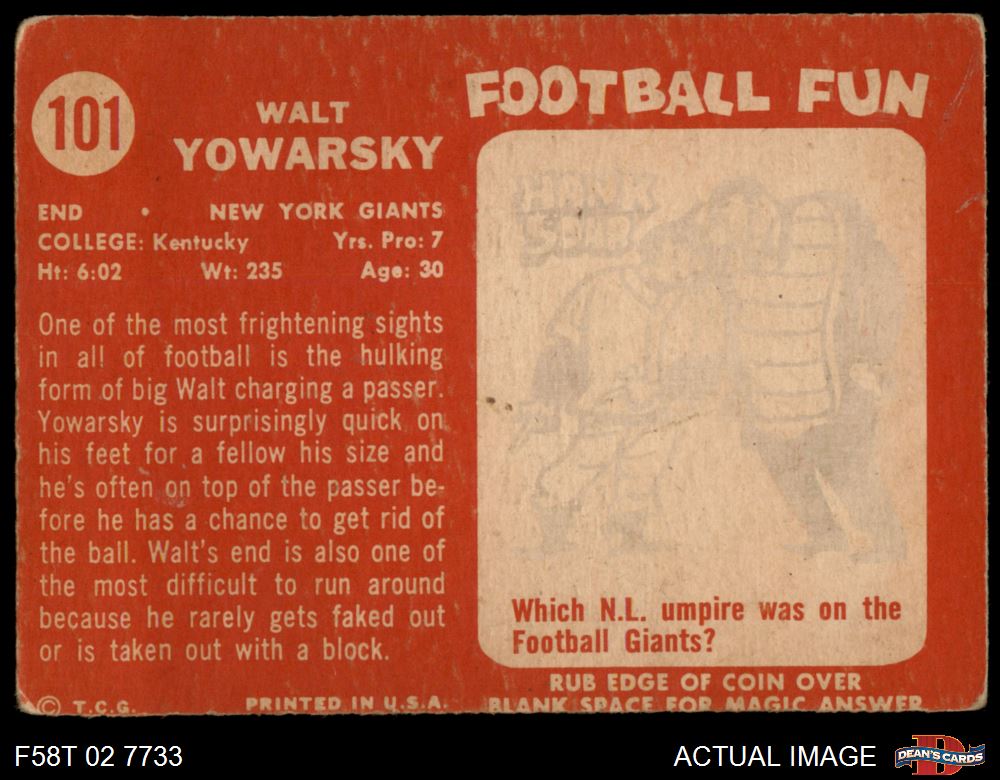 101
WALT
YOWARSKY
END • NEW YORK GIANTS
COLLEGE: Kentucky Yrs. Pro: 7
Ht: 6:02 Wt: 235 Age: 30
One of the most frightening sights
in all of football is the hulking
form of big Walt charging a passer.
Yowarsky is surprisingly quick on
his feet for a fellow his size and
he's often on top of the passer be-
fore he has a chance to get rid of
the ball. Walt's end is also one of
the most difficult to run around
because he rarely gets faked out
or is taken out with a block.
© T.C.G. PRINTED IN U.S.A.
FOOTBALL FUN
HANK
SOAR
Which N.L. umpire was on the
Football Giants?
RUB EDGE OF COIN OVER
BLANK SPACE FOR MAGIC ANSWER
F58T 02 7733
ACTUAL IMAGE
DEAN'S CARDS